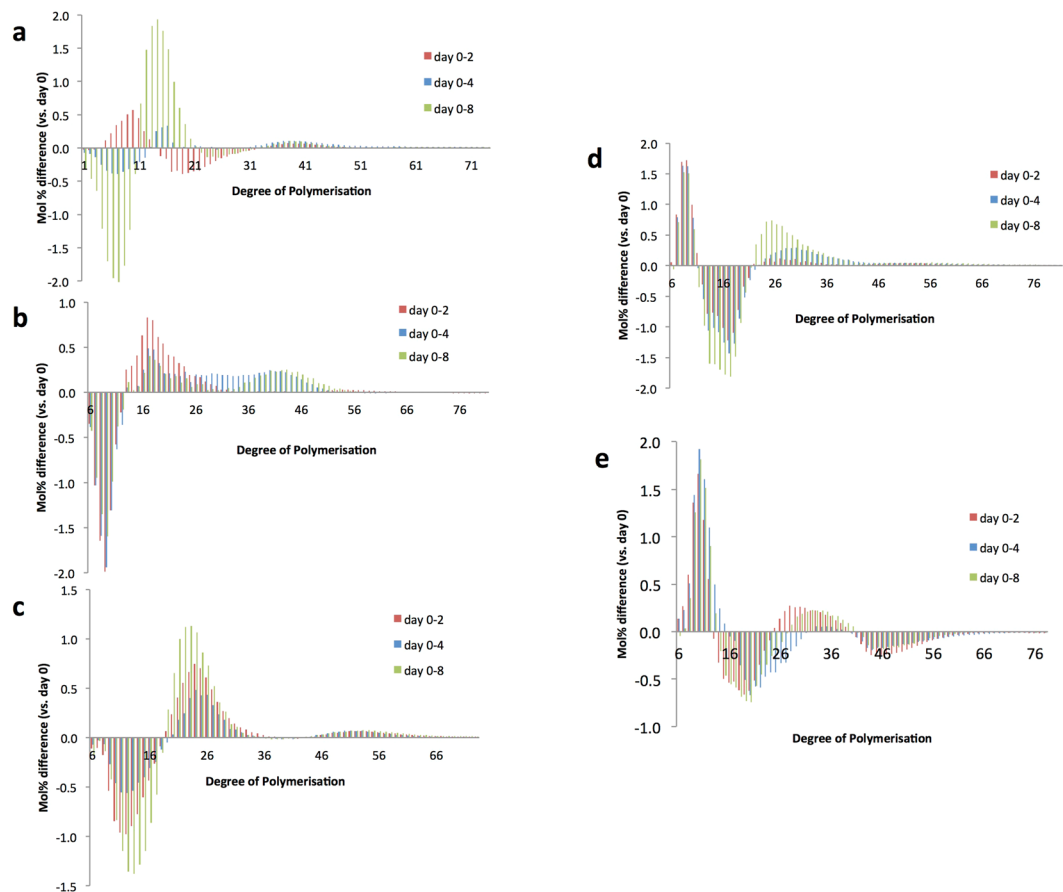 a
Mol % difference (vs. day 0)
2.0
1.5
1.0
0.5
0.0
-0.5
-1.0
-1.5
-2.0
1
11
21
31
41
51
61
71
Degree of Polymerisation
day 0-2
day 0-4
day 0-8
b
Mol% difference (vs. day 0)
1.0
0.5
0.0
-0.5
-1.0
-1.5
-2.0
6
16
26
36
46
56
66
76
Degree of Polymerisation
day 0-2
day 0-4
day 0-8
c
Mol% difference (vs. day 0)
1.5
1.0
0.5
0.0
-0.5
-1.0
-1.5
6
16
26
36
46
56
66
Degree of Polymerisation
day 0-2
day 0-4
day 0-8
d
Mol% difference (vs. day 0)
2.0
1.5
1.0
0.5
0.0
-0.5
-1.0
-1.5
-2.0
6
16
26
36
46
56
66
76
Degree of Polymerisation
day 0-2
day 0-4
day 0-8
e
Mol% difference (vs. day 0)
2.0
1.5
1.0
0.5
0.0
-0.5
-1.0
6
16
26
36
46
56
66
76
Degree of Polymerisation
day 0-2
day 0-4
day 0-8